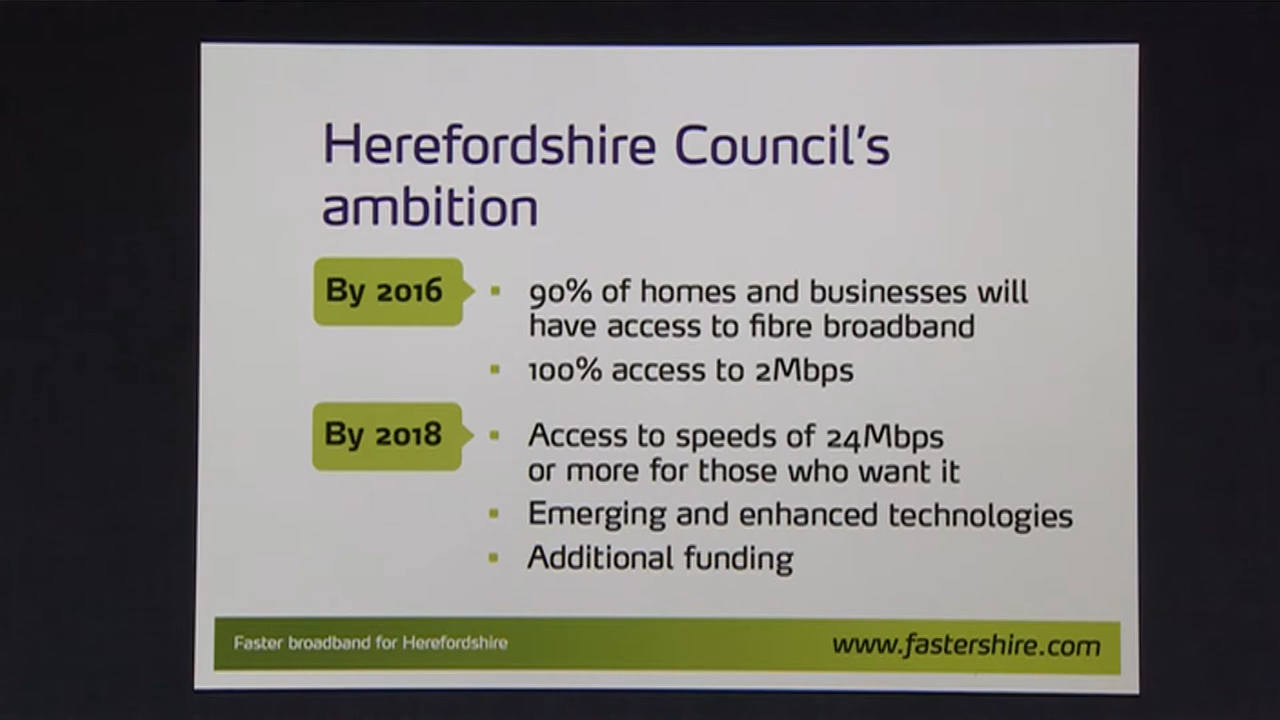 Herefordshire Council's
ambition
By 2016
90% of homes and businesses will
have access to fibre broadband
100% access to 2Mbps
By 2018
Access to speeds of 24Mbps
or more for those who want it
Emerging and enhanced technologies
Additional funding
Faster broadband for Herefordshire
www.fastershire.com